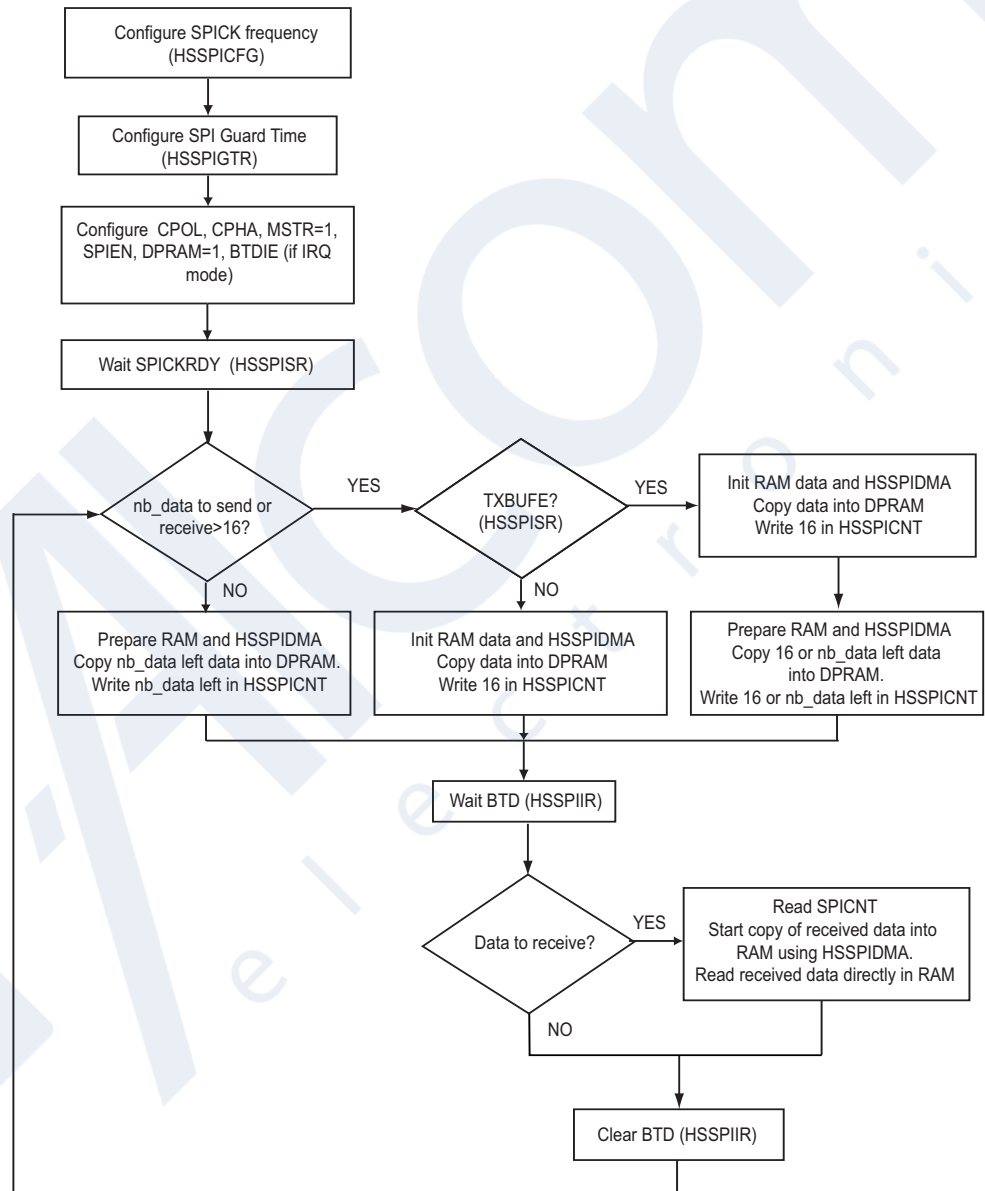 Configure SPICK frequency
(HSSPICFG)
Configure SPI Guard Time
(HSSPIGTR)
Configure CPOL, CPHA, MSTR=1,
SPIEN, DPRAM=1, BTDIE (if IRQ
mode)
Wait SPICKRDY (HSSPISR)
nb_data to send or
receive>16?
YES
NO
TXBUFE?
(HSSPISR)
YES
NO
Init RAM data and HSSPIDMA
Copy data into DPRAM
Write 16 in HSSPICNT
Prepare RAM and HSSPIDMA
Copy nb_data left data into DPRAM.
Write nb_data left in HSSPICNT
Init RAM data and HSSPIDMA
Copy data into DPRAM
Write 16 in HSSPICNT
Prepare RAM and HSSPIDMA
Copy 16 or nb_data left data
into DPRAM.
Write 16 or nb_data left in HSSPICNT
Wait BTD (HSSPIIR)
Data to receive?
YES
NO
Read SPICNT
Start copy of received data into
RAM using HSSPIDMA.
Read received data directly in RAM
Clear BTD (HSSPIIR)
Alcom
electroni